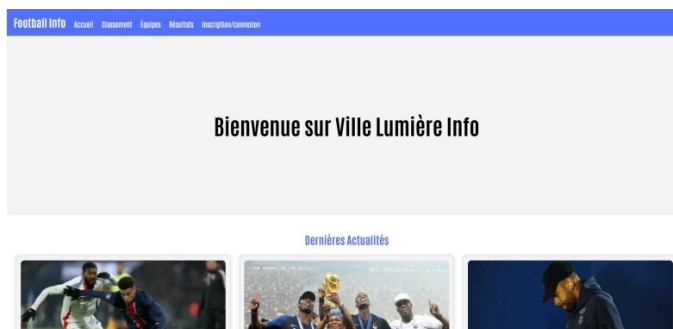 Football Info Accueil Classement Équipes Résultats Inscription/connexion
Bienvenue sur Ville Lumière Info
Dernières Actualités